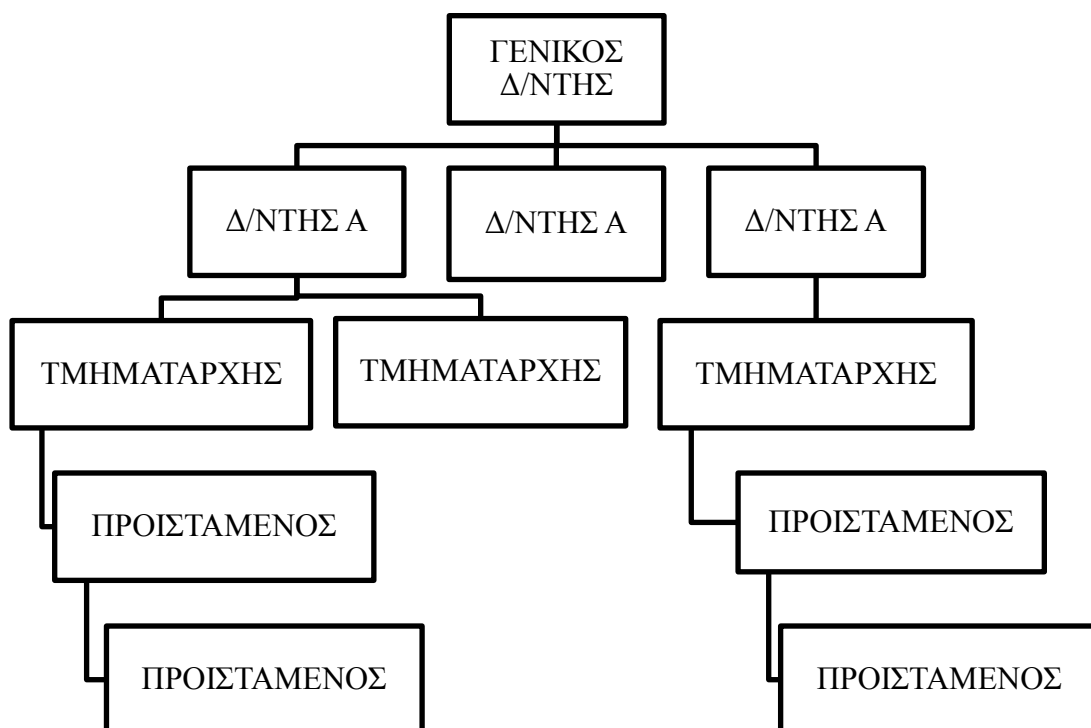 ΓΕΝΙΚΟΣ
Δ/ΝΤΗΣ
Δ/ΝΤΗΣ Α
Δ/ΝΤΗΣ Α
Δ/ΝΤΗΣ Α
ΤΜΗΜΑΤΑΡΧΗΣ
ΤΜΗΜΑΤΑΡΧΗΣ
ΤΜΗΜΑΤΑΡΧΗΣ
ΠΡΟΙΣΤΑΜΕΝΟΣ
ΠΡΟΙΣΤΑΜΕΝΟΣ
ΠΡΟΙΣΤΑΜΕΝΟΣ
ΠΡΟΙΣΤΑΜΕΝΟΣ